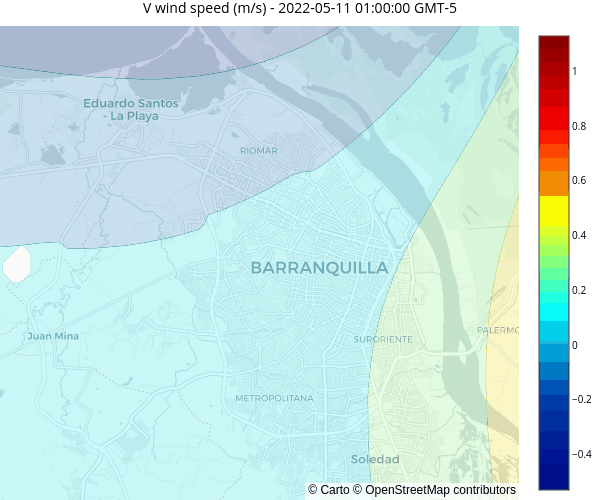 V wind speed (m/s) - 2022-05-11 01:00:00 GMT-5
Eduardo Santos
- La Playa
RIOMAR
BARRANQUILLA
Juan Mina
SURORIENTE
PALERMO
METROPOLITANA
Soledad
© Carto © OpenStreetMap contributors
1
0.8
0.6
0.4
0.2
0
−0.2
−0.4